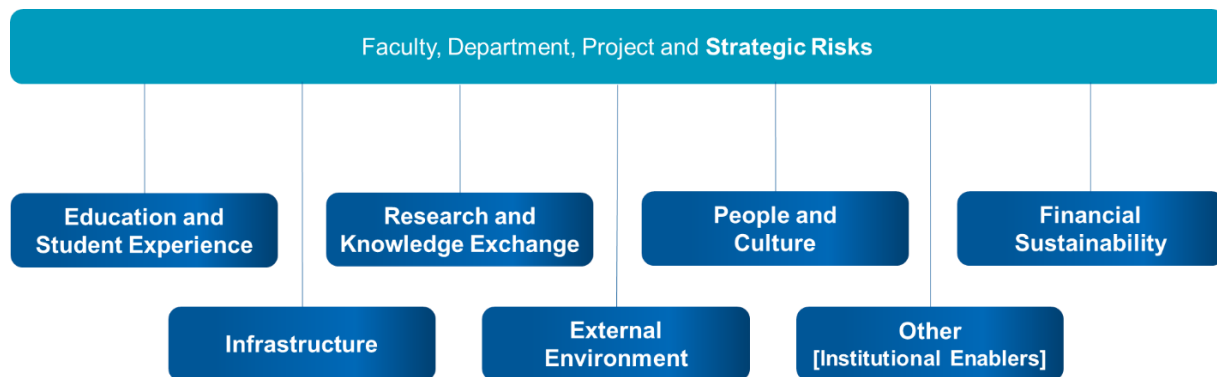 Faculty, Department, Project and Strategic Risks
Education and
Student Experience
Research and
Knowledge Exchange
People and
Culture
Financial
Sustainability
Infrastructure
External
Environment
Other
[Institutional Enablers]